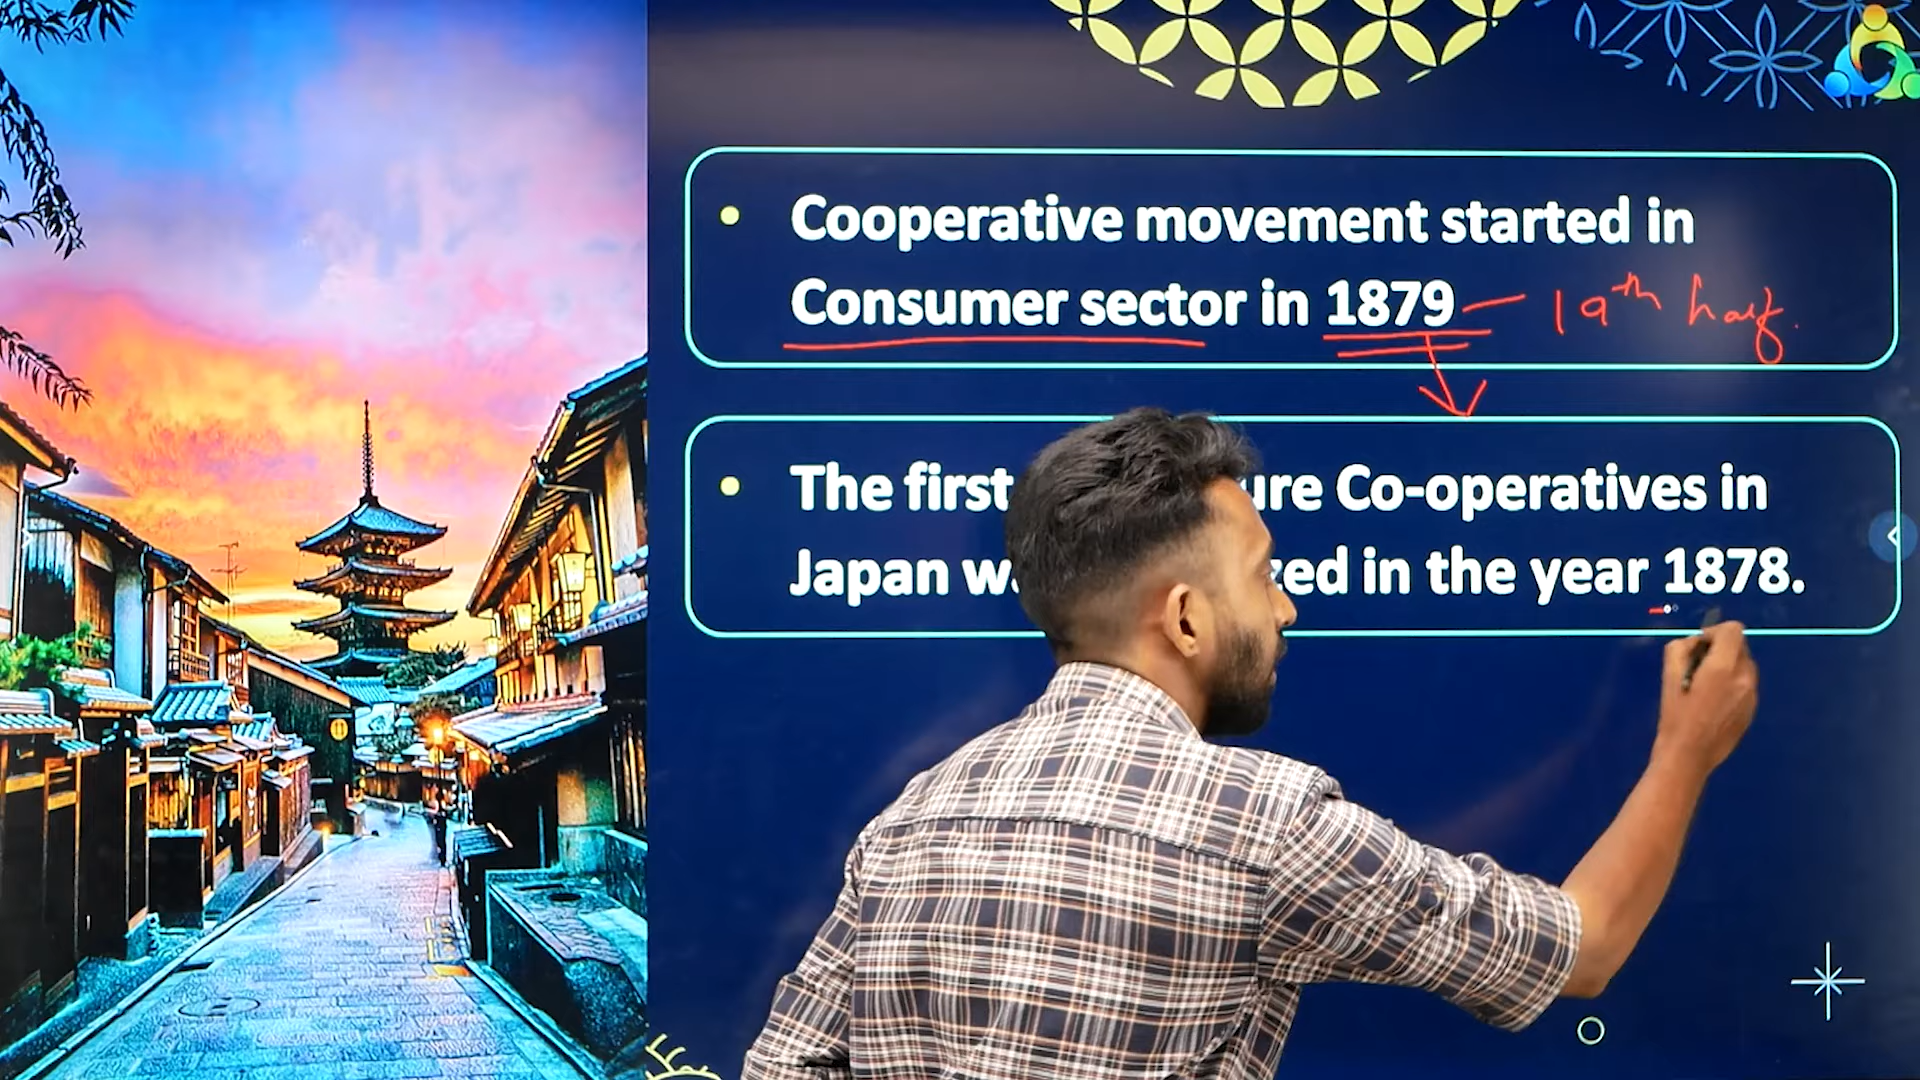 Cooperative movement started in
Consumer sector in 1879 — 19th half.
The first ure Co-operatives in
Japan zed in the year 1878.